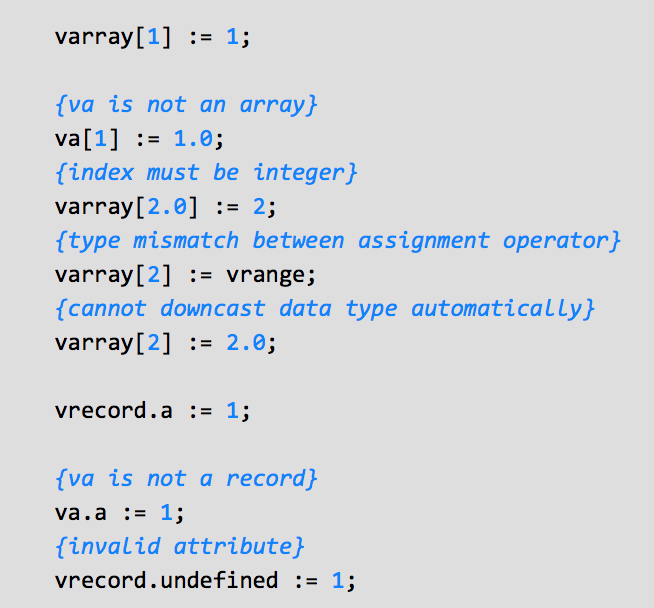 varray[1] := 1;
{va is not an array}
va[1] := 1.0;
{index must be integer}
varray[2.0] := 2;
{type mismatch between assignment operator}
varray[2] := vrange;
{cannot downcast data type automatically}
varray[2] := 2.0;
vrecord.a := 1;
{va is not a record}
va.a := 1;
{invalid attribute}
vrecord.undefined := 1;